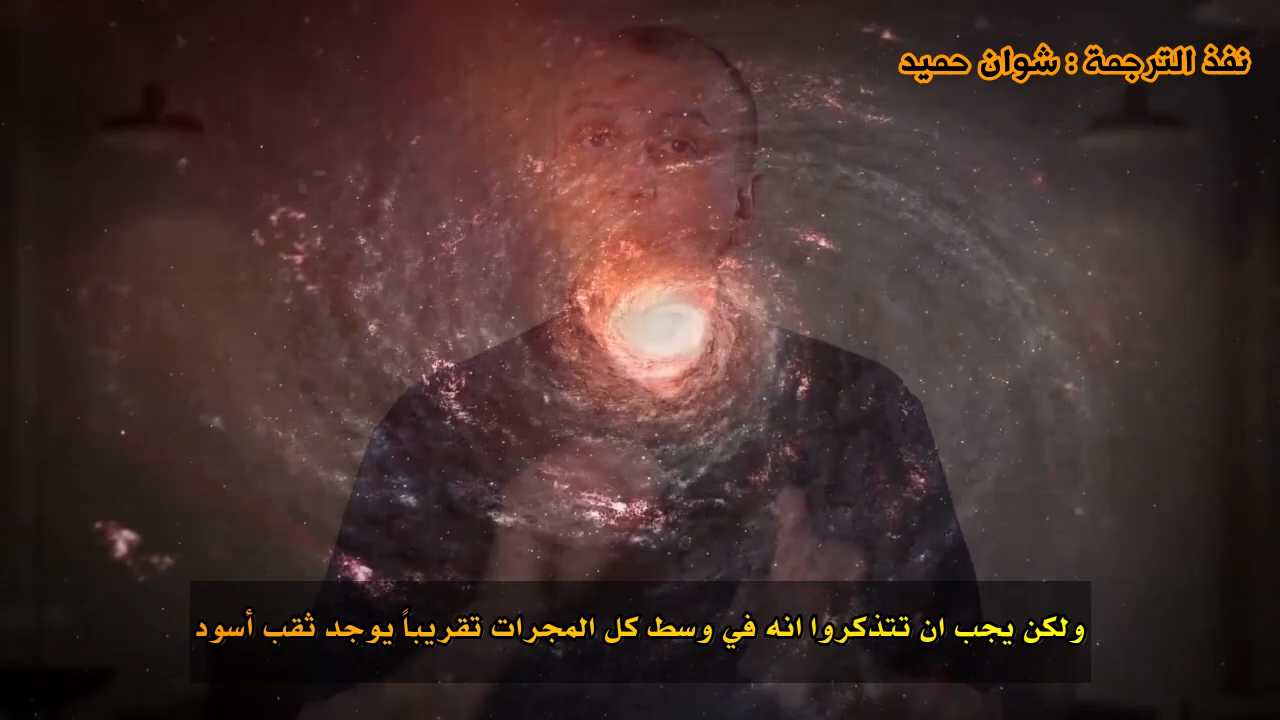 نفذ الترجمة : شوان حميد
ولكن يجب ان تتذكروا انه في وسط كل المجرات تقريباً يوجد ثقب أسود